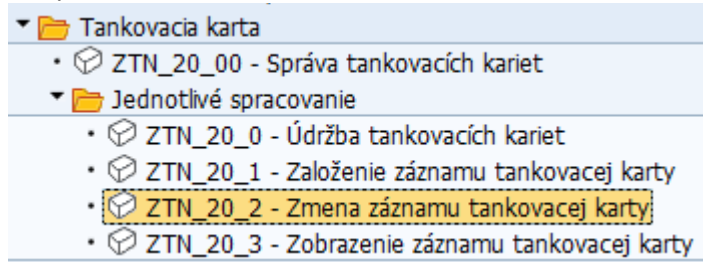 Tankovacia karta
ZTN_20_00 - Správa tankovacích kariet
Jednotlivé spracovanie
ZTN_20_0 - Údržba tankovacích kariet
ZTN_20_1 - Založenie záznamu tankovacej karty
ZTN_20_2 - Zmena záznamu tankovacej karty
ZTN_20_3 - Zobrazenie záznamu tankovacej karty